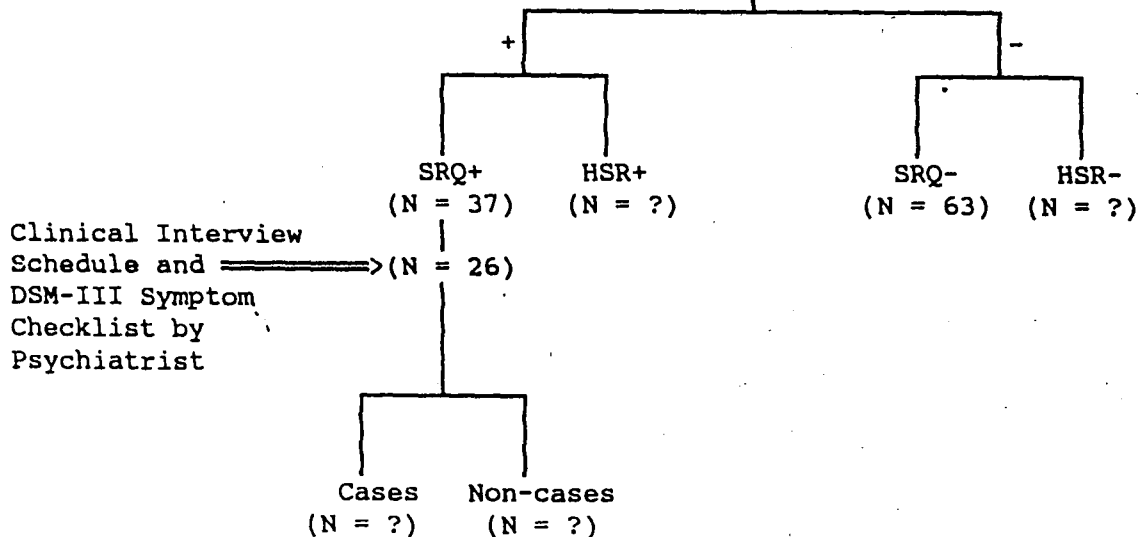 + -
SRQ+ HSR+ SRQ- HSR-
(N = 37) (N = ?) (N = 63) (N = ?)
Clinical Interview
Schedule and (N = 26)
DSM-III Symptom
Checklist by
Psychiatrist
Cases Non-cases
(N = ?) (N = ?)